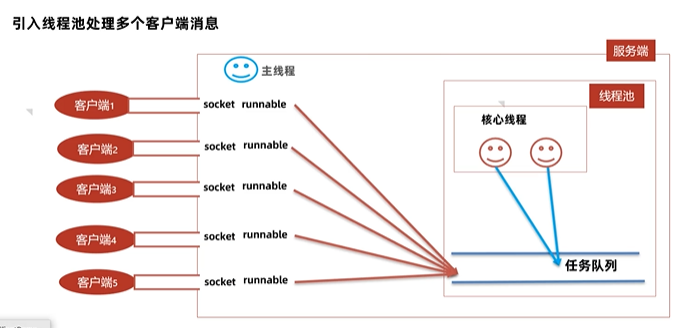 引入线程池处理多个客户端消息
服务端
主线程
线程池
客户端1
socket runnable
核心线程
客户端2
socket runnable
客户端3
socket runnable
客户端4
socket runnable
任务队列
客户端5
socket runnable